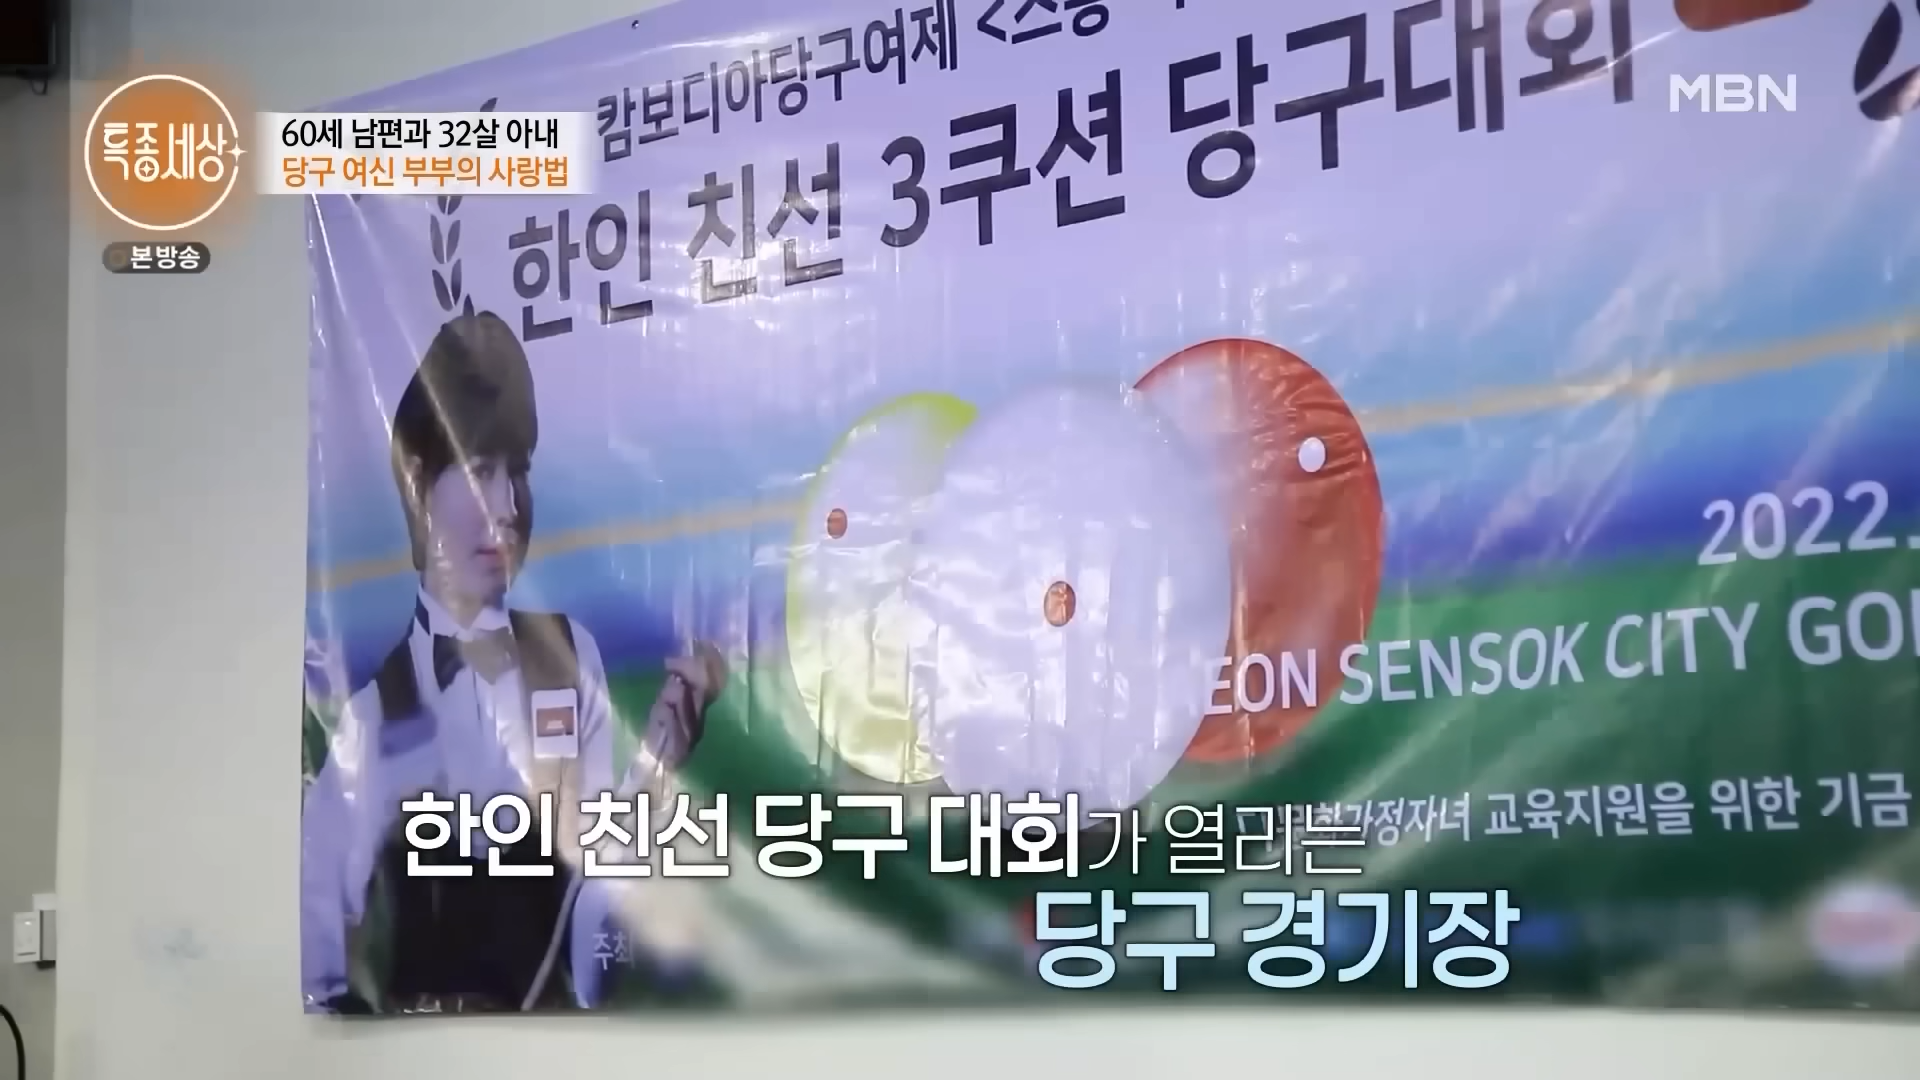 특종세상
본방송
60세 남편과 32살 아내
당구 여신 부부의 사랑법
MBN
캄보디아당구여제
한인 친선 3쿠션 당구대회
2022.
EON SENSOK CITY
교육지원을 위한 기금
주최
한인 친선 당구 대회가 열리는
당구 경기장